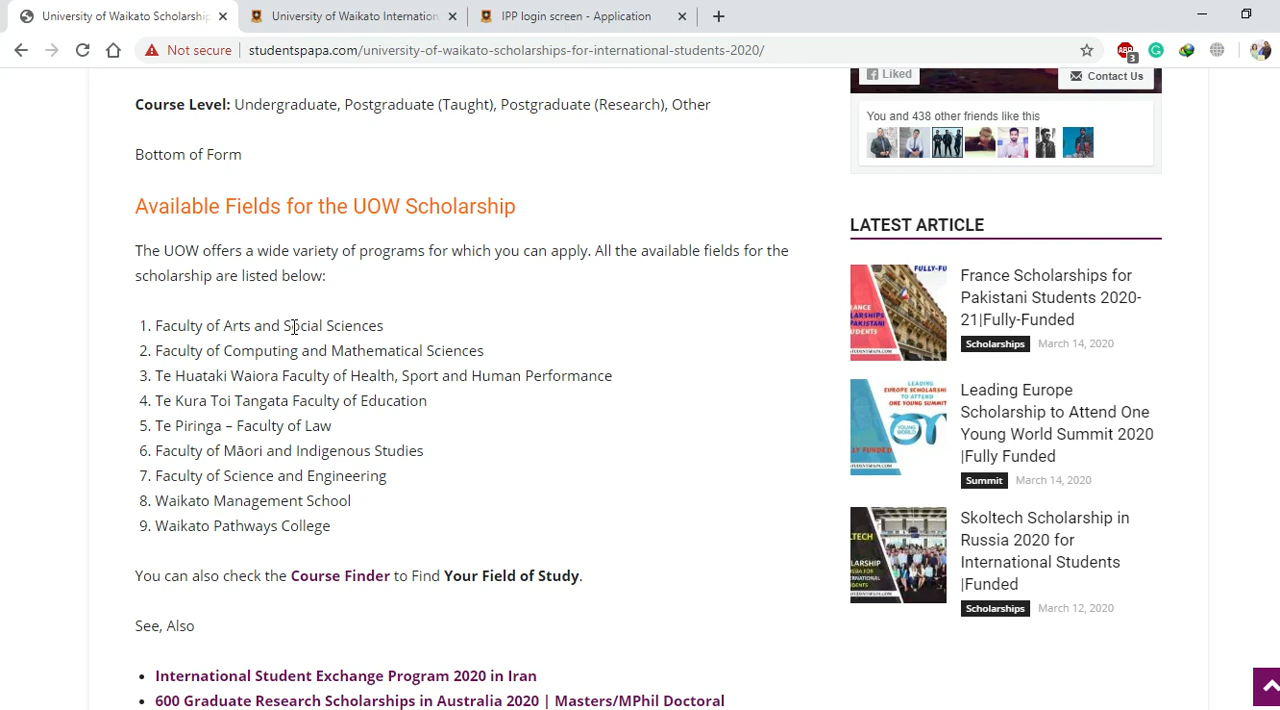 University of Waikato Scholarship
University of Waikato Internation
IPP login screen - Application
Not secure
studentspapa.com/university-of-waikato-scholarships-for-international-students-2020/
ABP
3
Course Level: Undergraduate, Postgraduate (Taught), Postgraduate (Research), Other
Bottom of Form
Available Fields for the UOW Scholarship
The UOW offers a wide variety of programs for which you can apply. All the available fields for the
scholarship are listed below:
1. Faculty of Arts and Social Sciences
2. Faculty of Computing and Mathematical Sciences
3. Te Huataki Waiora Faculty of Health, Sport and Human Performance
4. Te Kura Toi Tangata Faculty of Education
5. Te Piringa – Faculty of Law
6. Faculty of Māori and Indigenous Studies
7. Faculty of Science and Engineering
8. Waikato Management School
9. Waikato Pathways College
You can also check the Course Finder to Find Your Field of Study.
See, Also
• International Student Exchange Program 2020 in Iran
• 600 Graduate Research Scholarships in Australia 2020 | Masters/MPhil Doctoral
Liked
Contact Us
You and 438 other friends like this
LATEST ARTICLE
France Scholarships for
Pakistani Students 2020-
21|Fully-Funded
Scholarships March 14, 2020
Leading Europe
Scholarship to Attend One
Young World Summit 2020
|Fully Funded
Summit March 14, 2020
Skoltech Scholarship in
Russia 2020 for
International Students
|Funded
Scholarships March 12, 2020